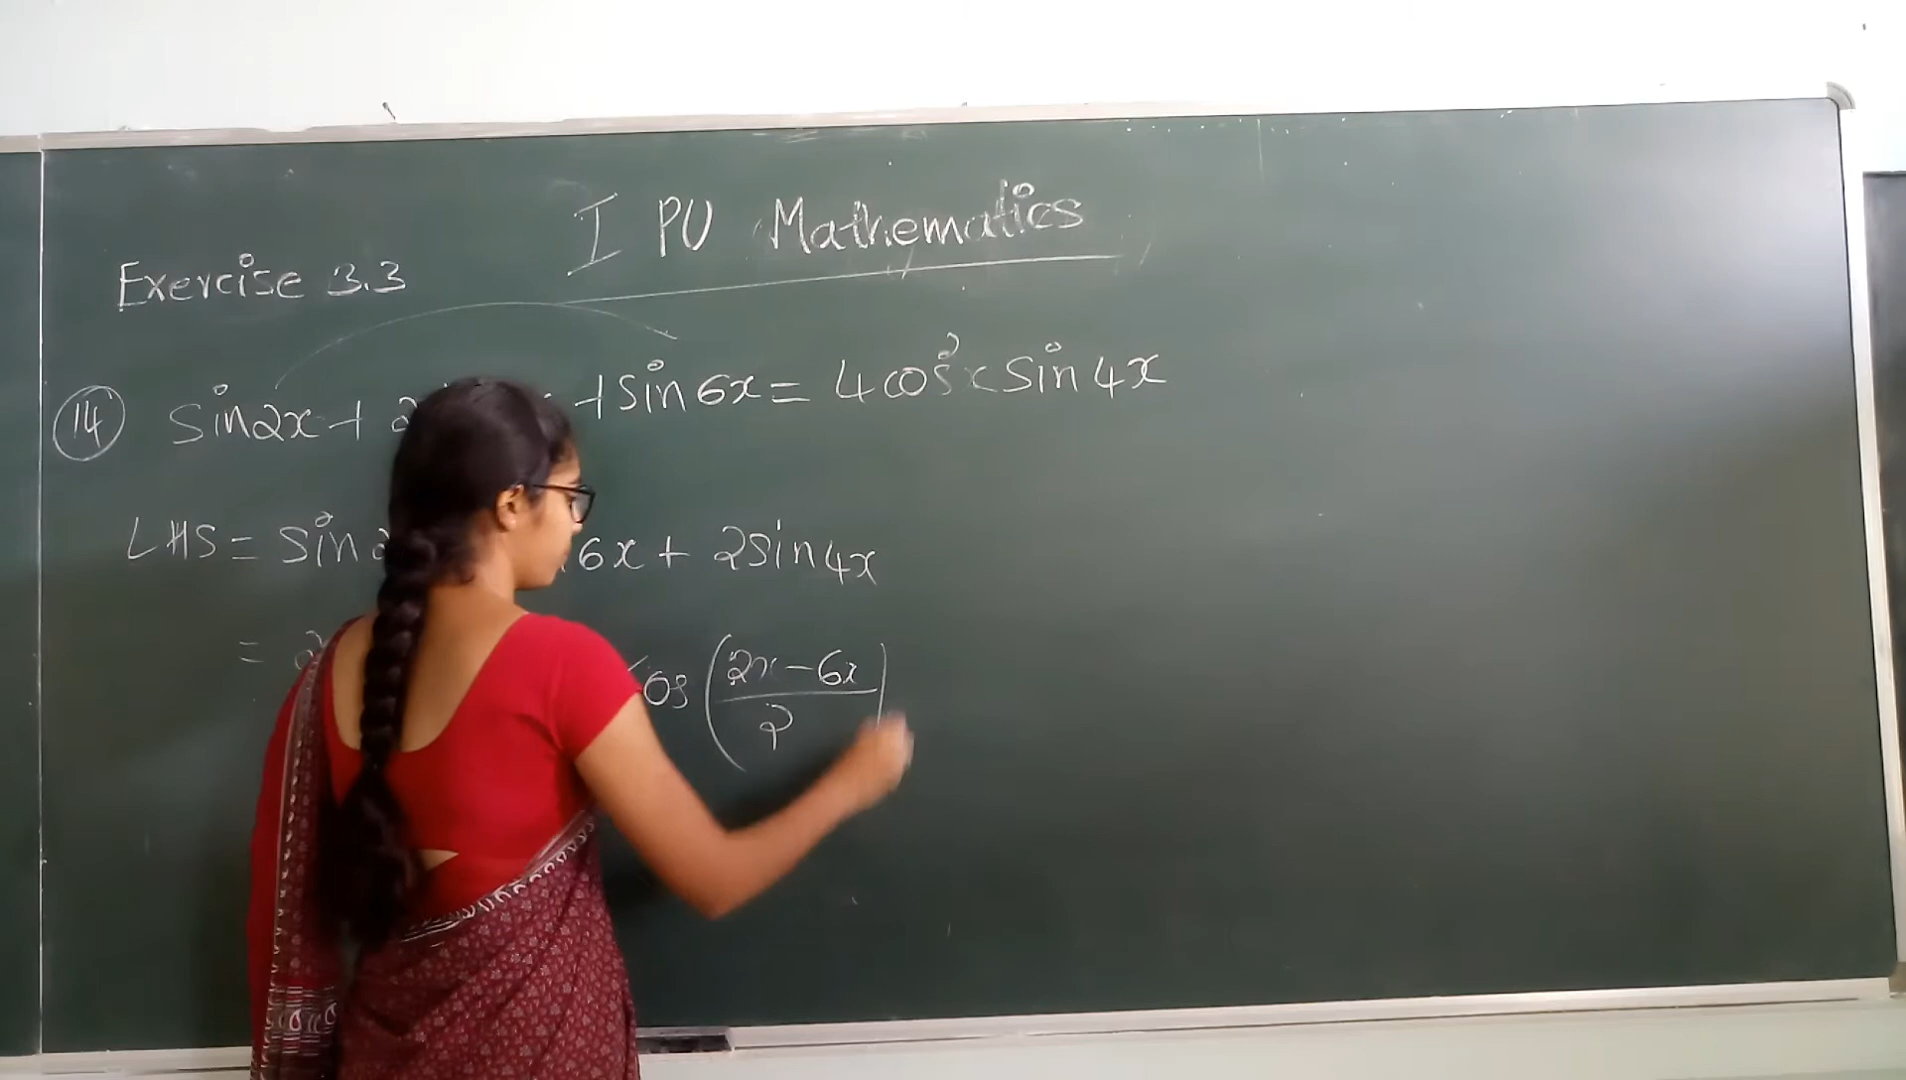 I PU Mathematics
Exercise 3.3
14 sin2x + 2 + sin6x = 4cos²x sin4x
LHS = sin2 6x + 2sin4x
= 2 cos (2x-6x / 2)